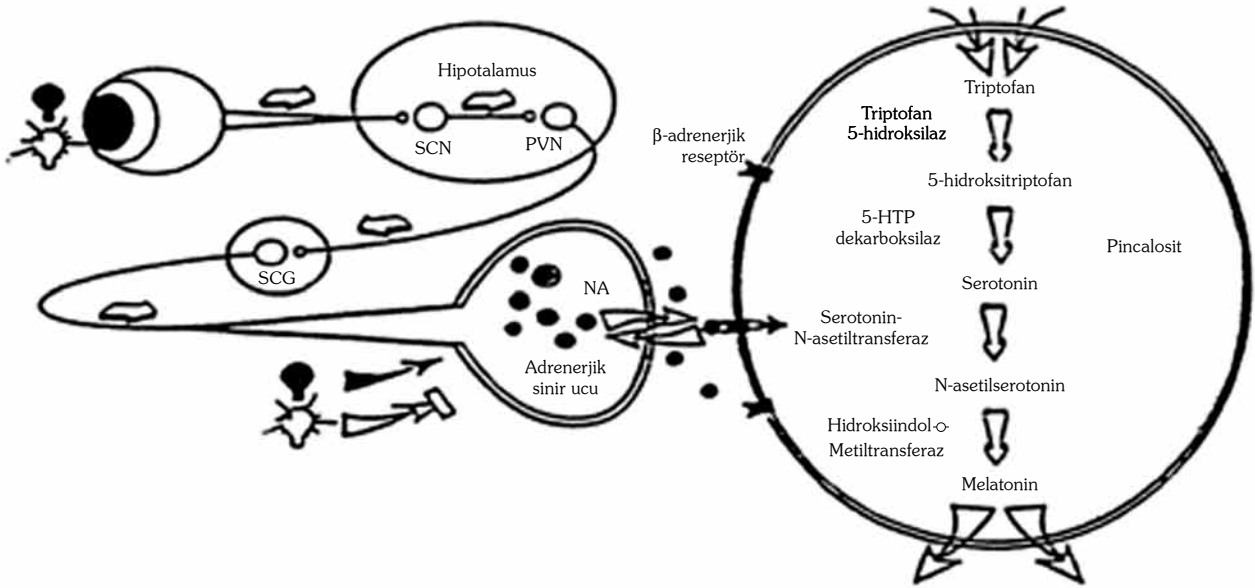 Hipotalamus
SCN
PVN
SCG
NA
Adrenerjik
sinir ucu
β-adrenerjik
reseptör
Triptofan
Triptofan
5-hidroksilaz
5-hidroksitriptofan
5-HTP
dekarboksilaz
Pincalosit
Serotonin
Serotonin-
N-asetiltransferaz
N-asetilserotonin
Hidroksiindol-o-
Metiltransferaz
Melatonin